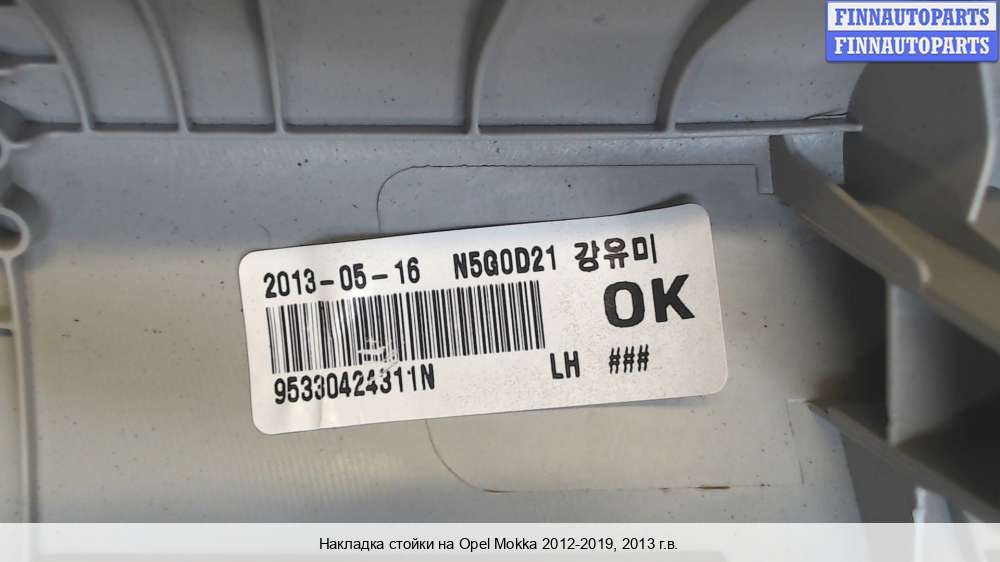 FINNAUTOPARTS
FINNAUTOPARTS
2013-05-16 N5G0D21 강유미
OK
95330424311N
LH ###
Накладка стойки на Opel Mokka 2012-2019, 2013 г.в.